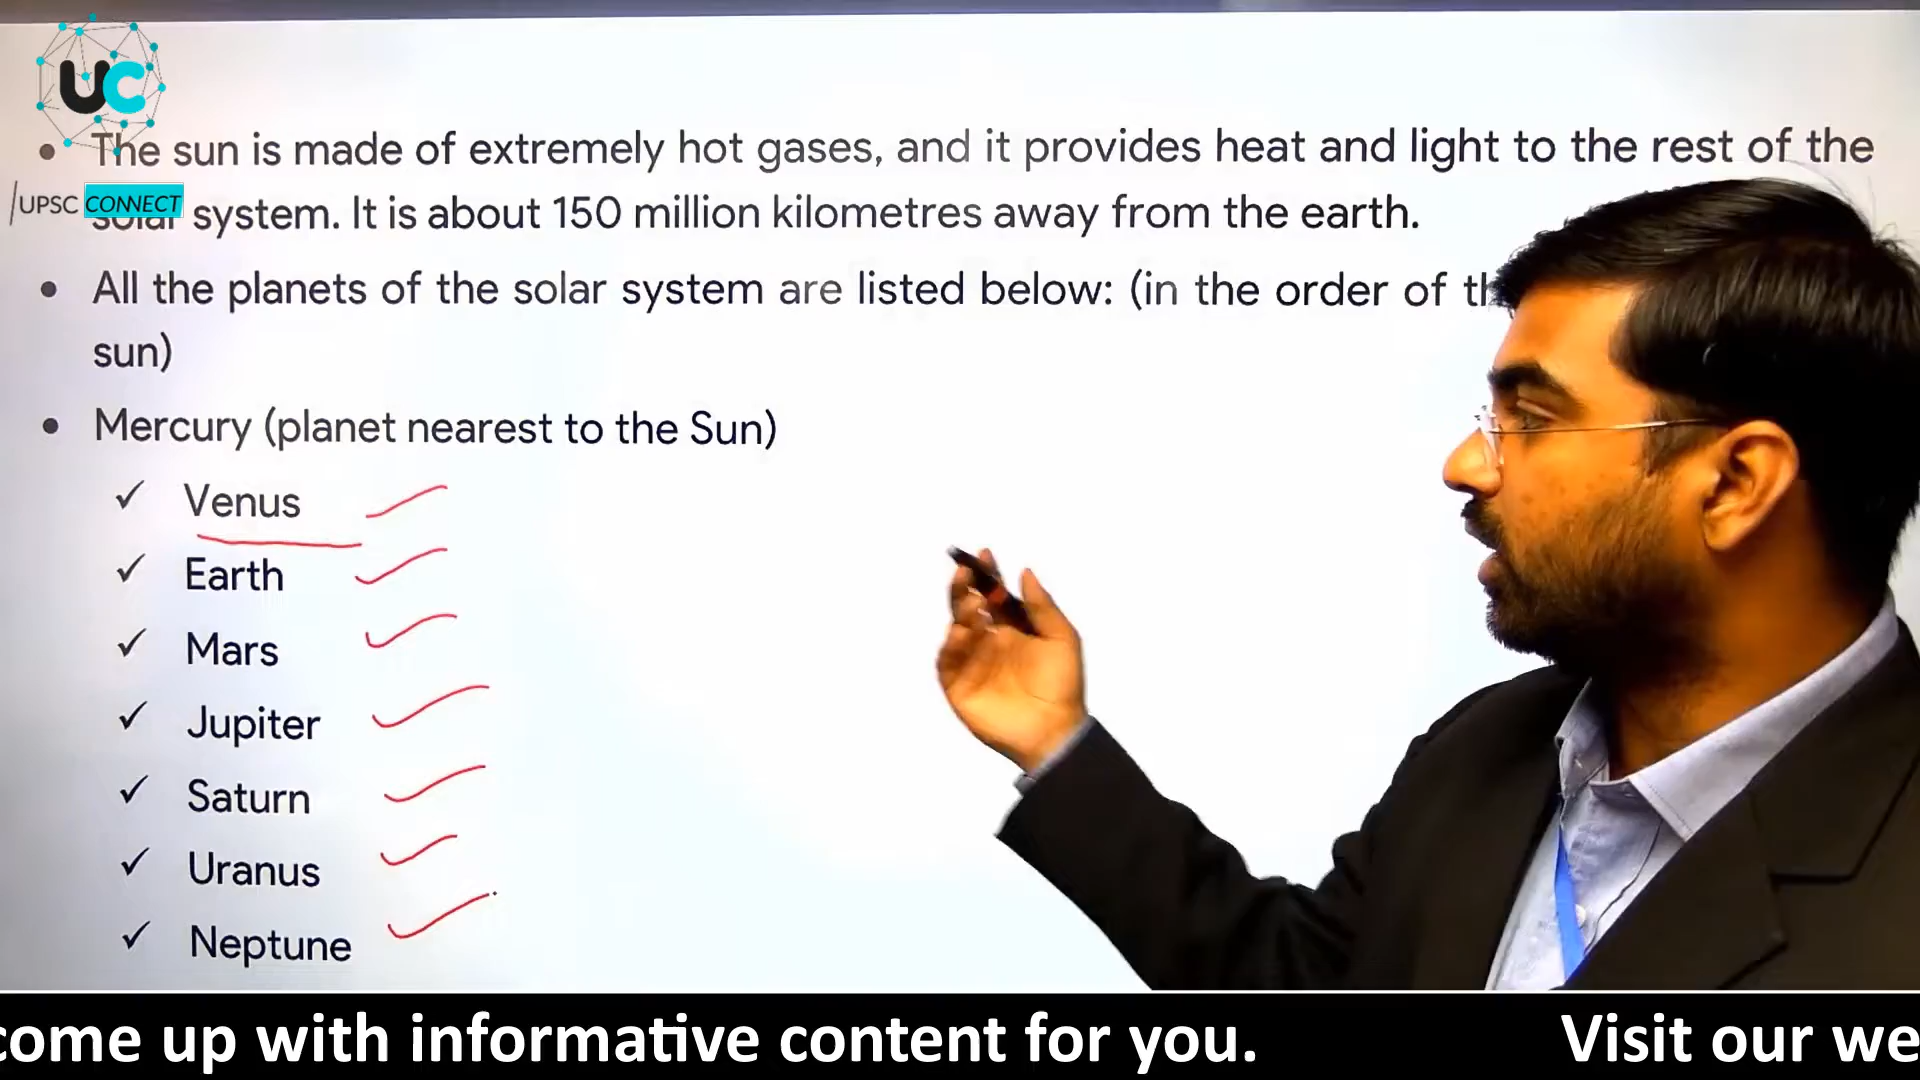 UC
• The sun is made of extremely hot gases, and it provides heat and light to the rest of the
UPSC CONNECT
solar system. It is about 150 million kilometres away from the earth.
• All the planets of the solar system are listed below: (in the order of
sun)
• Mercury (planet nearest to the Sun)
✓ Venus
✓ Earth
✓ Mars
✓ Jupiter
✓ Saturn
✓ Uranus
✓ Neptune
come up with informative content for you. Visit our we